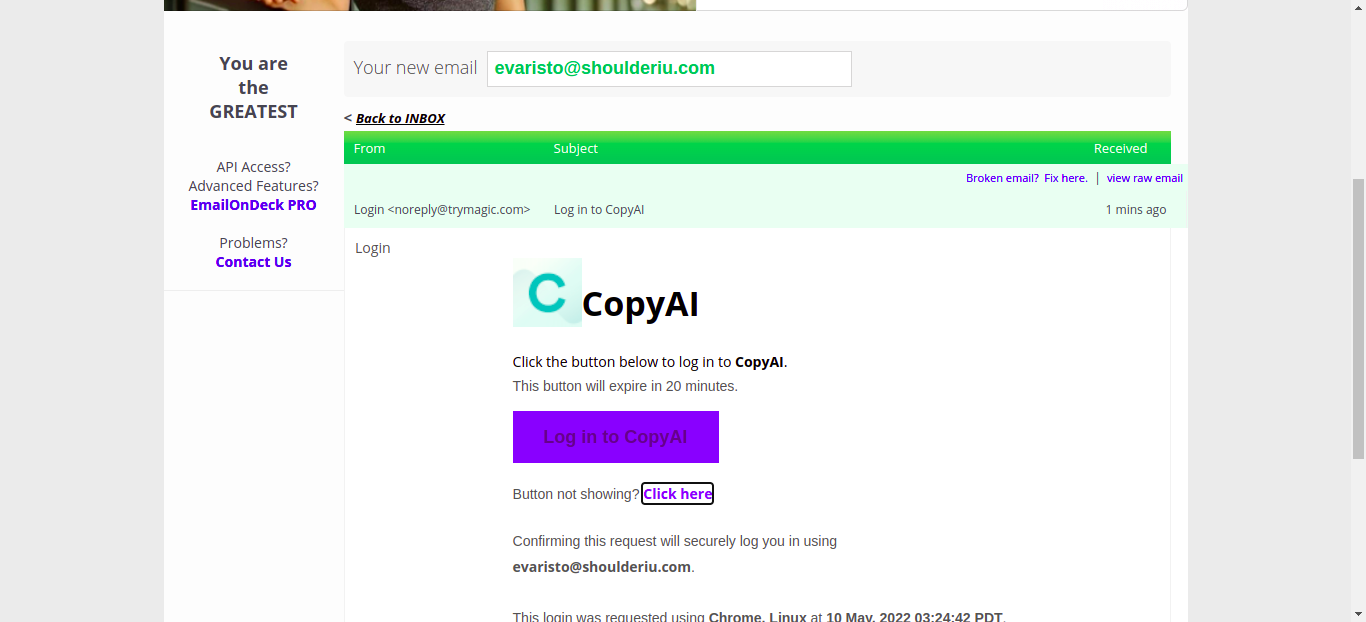 You are
the
GREATEST
API Access?
Advanced Features?
EmailOnDeck PRO
Problems?
Contact Us
Your new email evaristo@shoulderiu.com
< Back to INBOX
From Subject Received
Broken email? Fix here. | view raw email
Login <noreply@trymagic.com> Log in to CopyAI 1 mins ago
Login
C CopyAI
Click the button below to log in to CopyAI.
This button will expire in 20 minutes.
Log in to CopyAI
Button not showing? Click here
Confirming this request will securely log you in using
evaristo@shoulderiu.com.
This login was requested using Chrome, Linux at 10 May, 2022 03:24:42 PDT.